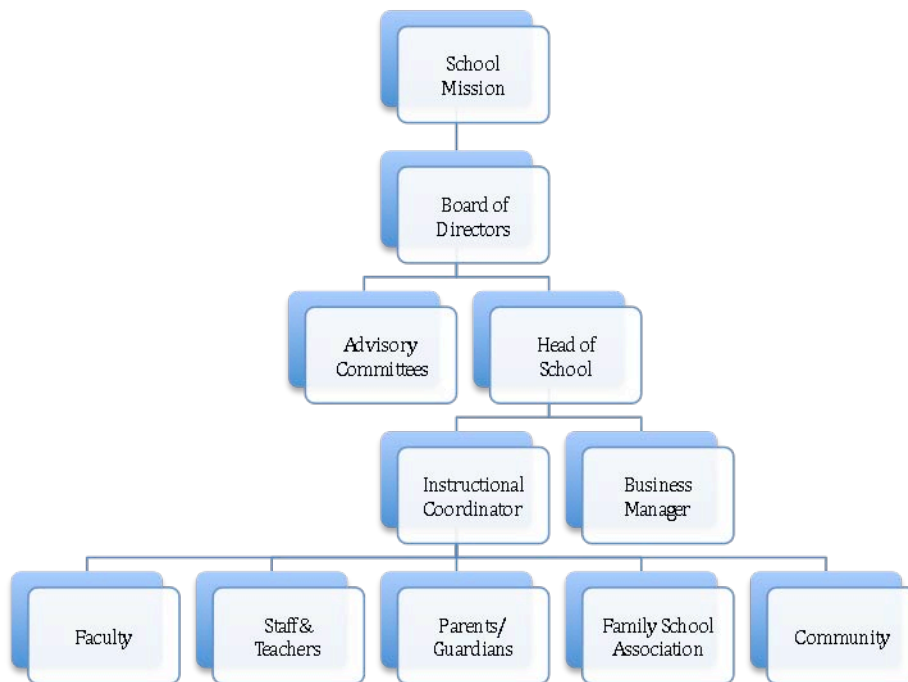 School
Mission
Board of
Directors
Advisory
Committees
Head of
School
Instructional
Coordinator
Business
Manager
Faculty
Staff &
Teachers
Parents/
Guardians
Family School
Association
Community